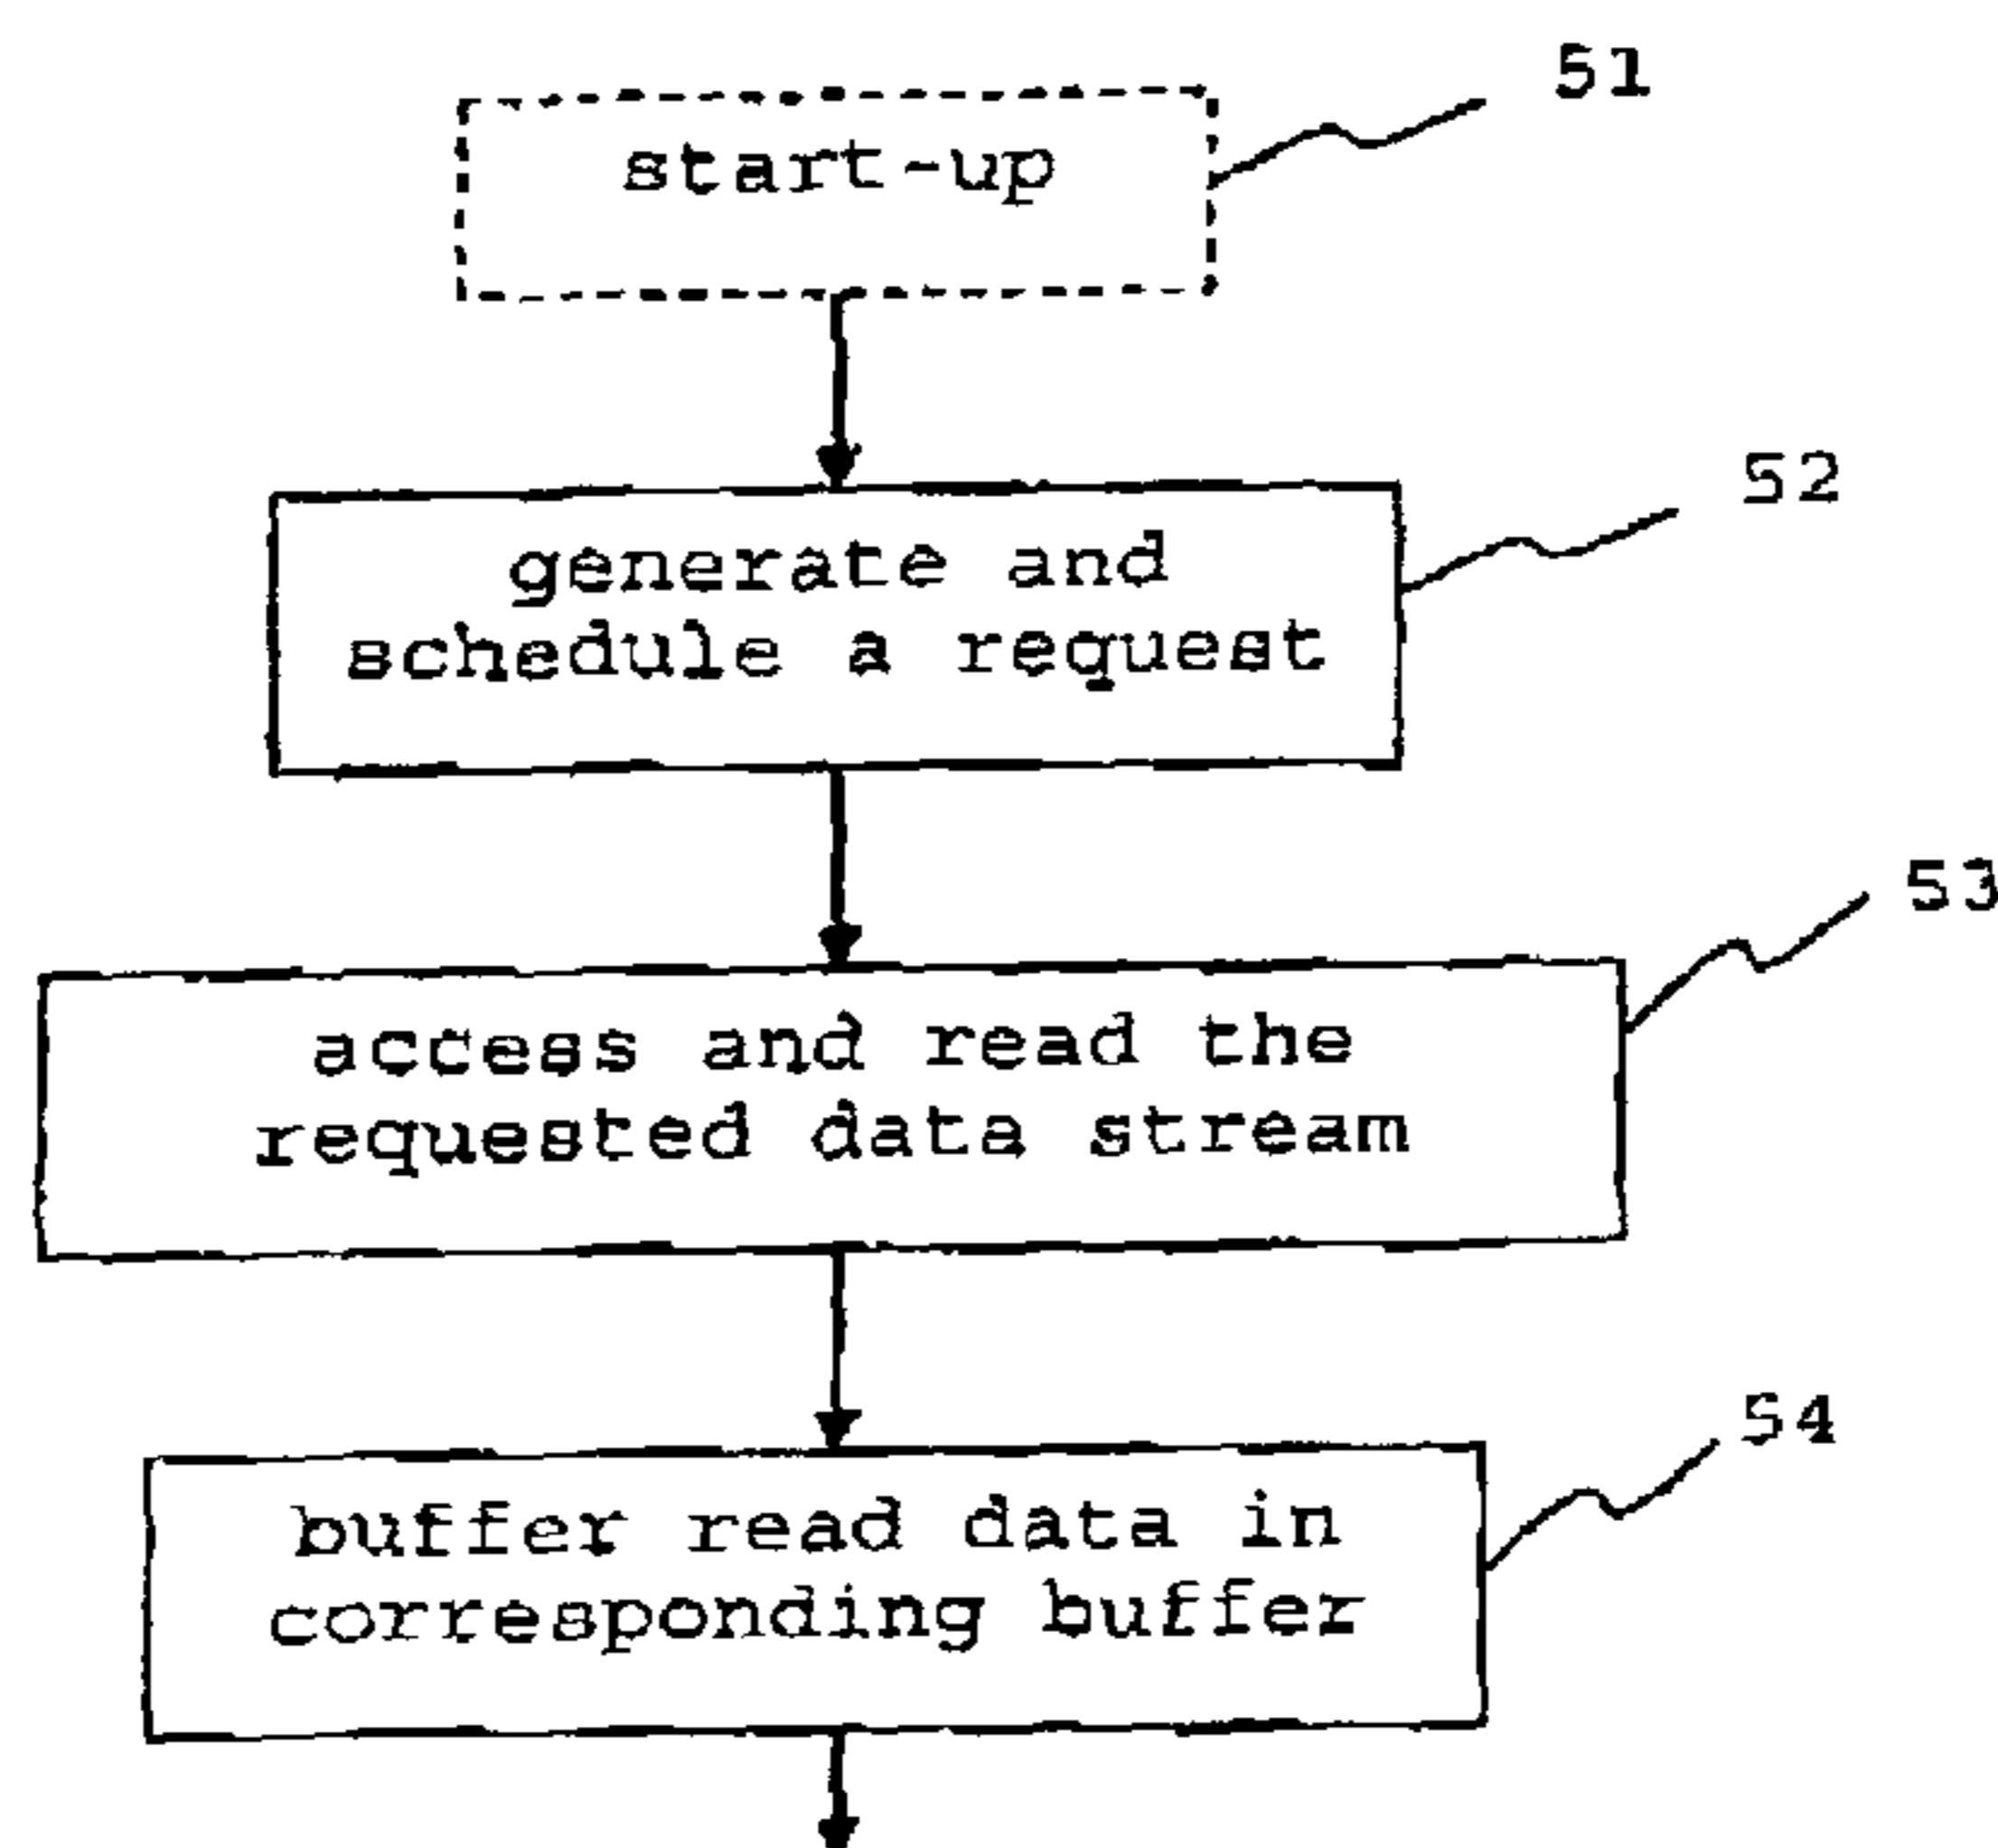 51
start-up
52
generate and
schedule a request
53
access and read the
requested data stream
54
buffer read data in
corresponding buffer